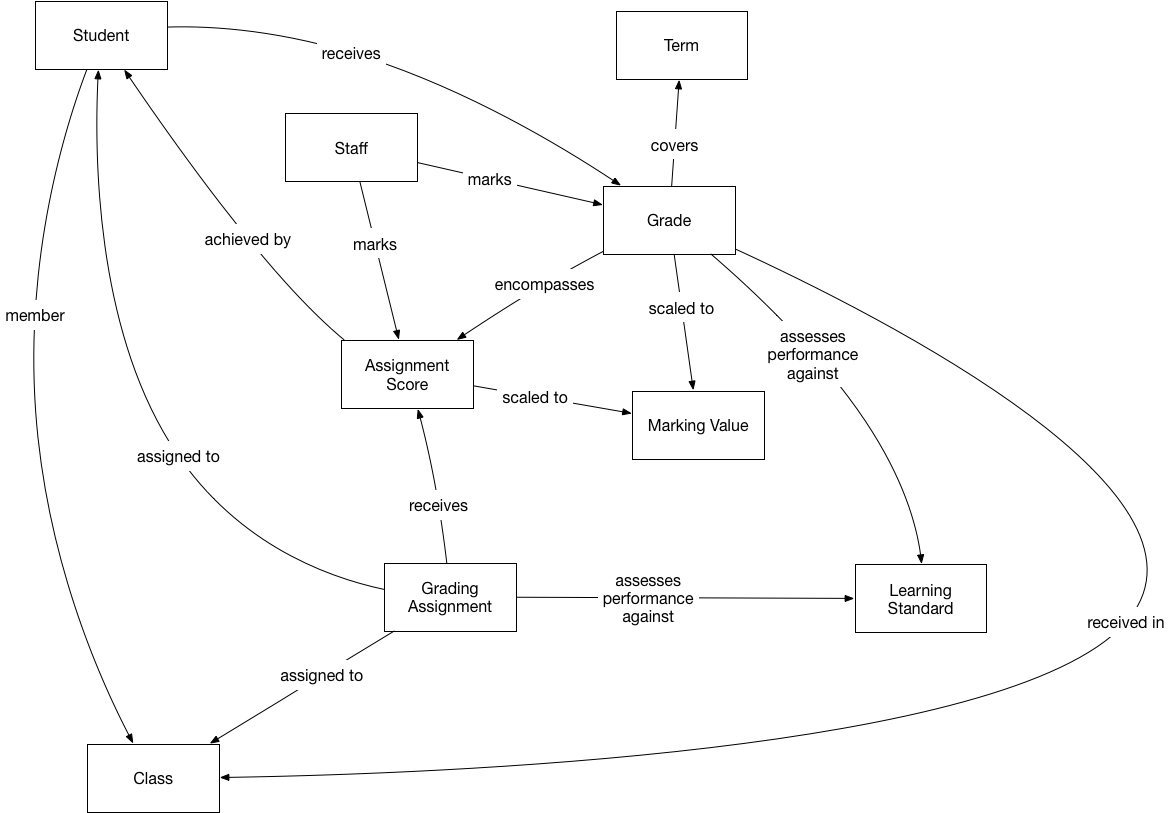 Student
Term
receives
covers
Staff
marks
Grade
achieved by
marks
encompasses
scaled to
member
assesses
performance
against
Assignment
Score
scaled to
Marking Value
assigned to
receives
Grading
Assignment
assesses
performance
against
Learning
Standard
received in
assigned to
Class